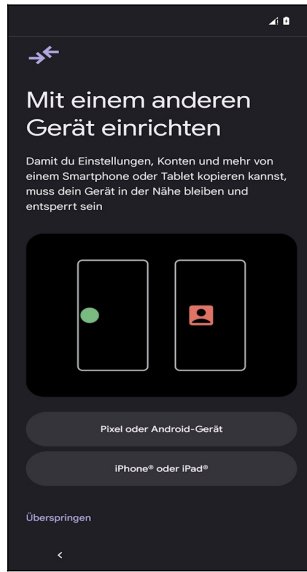 Mit einem anderen
Gerät einrichten
Damit du Einstellungen, Konten und mehr von
einem Smartphone oder Tablet kopieren kannst,
muss dein Gerät in der Nähe bleiben und
entsperrt sein
Pixel oder Android-Gerät
iPhone® oder iPad®
Überspringen